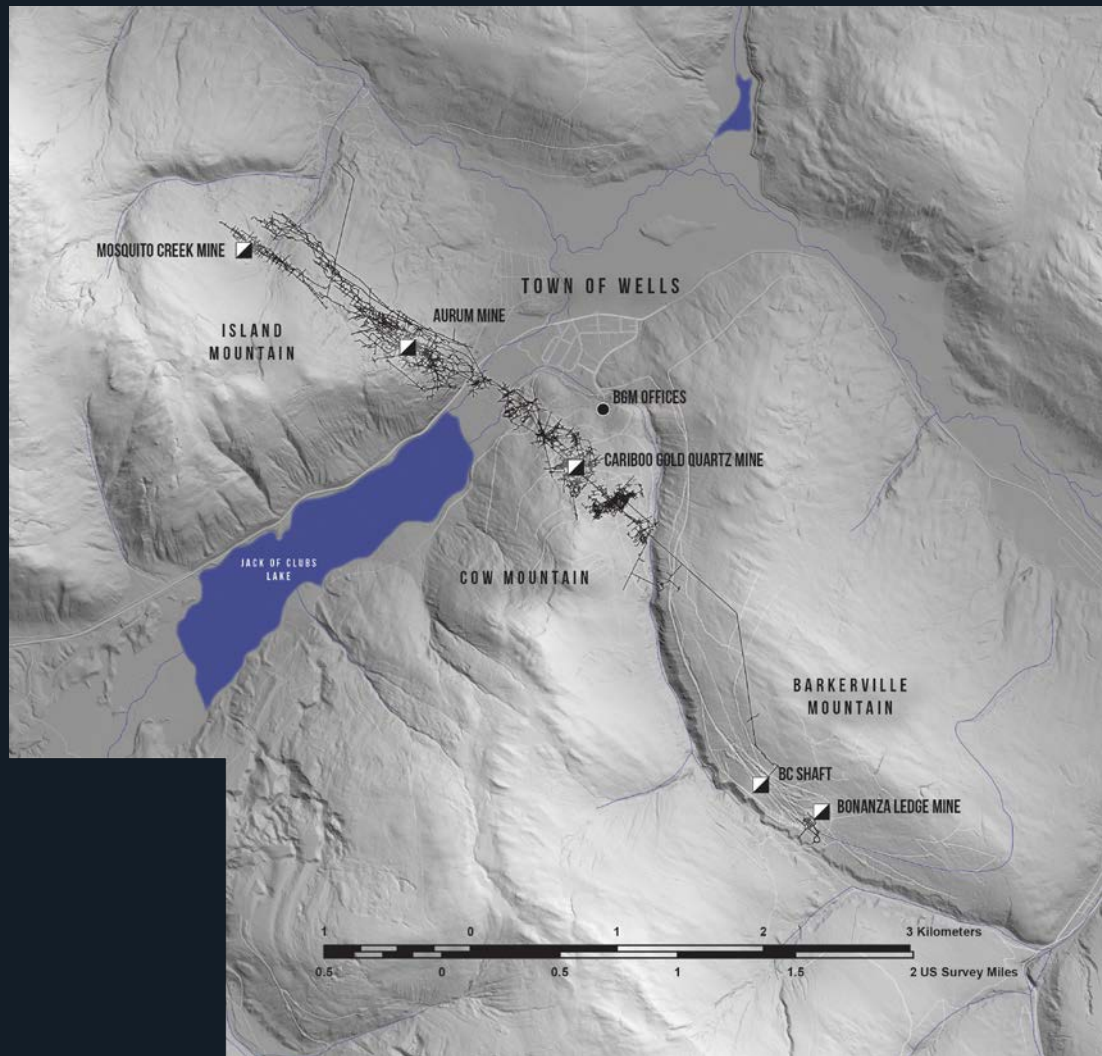 MOSQUITO CREEK MINE
TOWN OF WELLS
AURUM MINE
ISLAND
MOUNTAIN
BGM OFFICES
CARIBOO GOLD QUARTZ MINE
JACK OF CLUBS
LAKE
COW MOUNTAIN
BARKERVILLE
MOUNTAIN
BC SHAFT
BONANZA LEDGE MINE
1 0 1 2 3 Kilometers
0.5 0 0.5 1 1.5 2 US Survey Miles